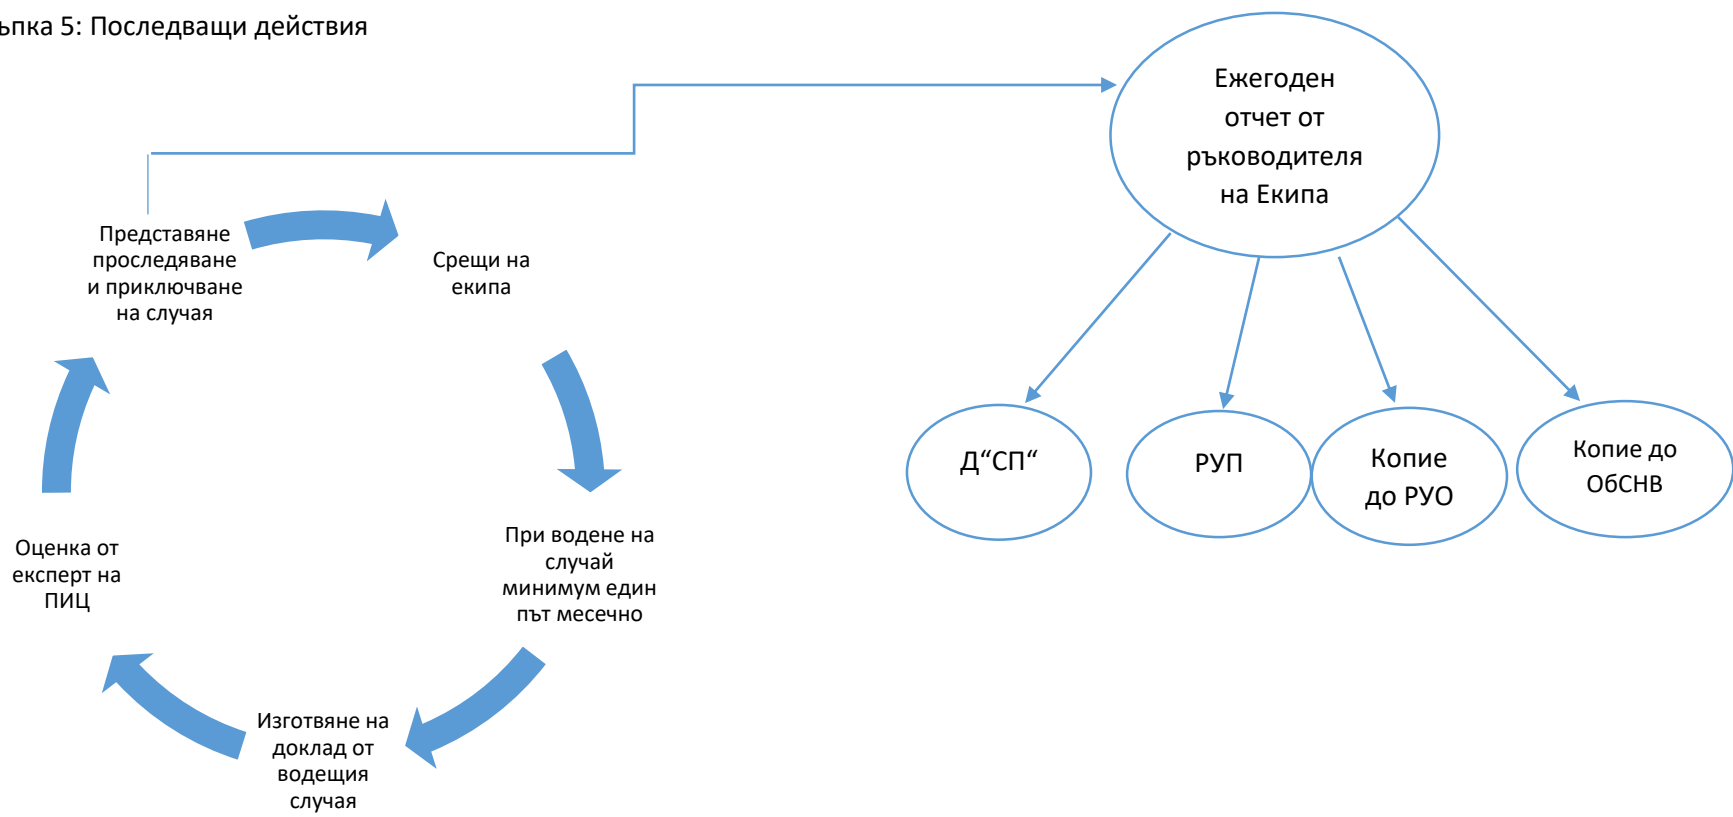 ъпка 5: Последващи действия
Ежегоден
отчет от
ръководителя
на Екипа
Представяне
проследяване
и приключване
на случая
Срещи на
екипа
При водене на
случай
минимум един
път месечно
Изготвяне на
доклад от
водещия
случая
Оценка от
експерт на
ПИЦ
Д“СП“
РУП
Копие
до РУО
Копие до
ОбСНВ